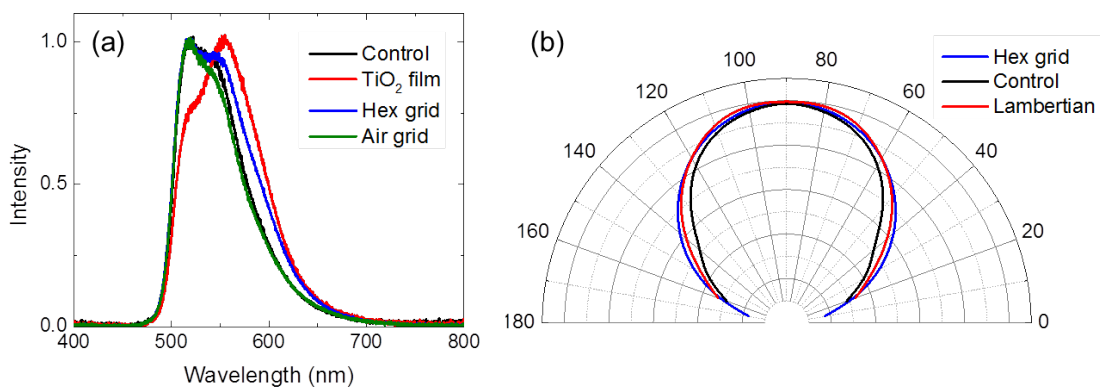 (a)
Control
TiO₂ film
Hex grid
Air grid
1.0
0.5
0.0
Intensity
400
500
600
700
800
Wavelength (nm)
(b)
Hex grid
Control
Lambertian
180
160
140
120
100
80
60
40
20
0